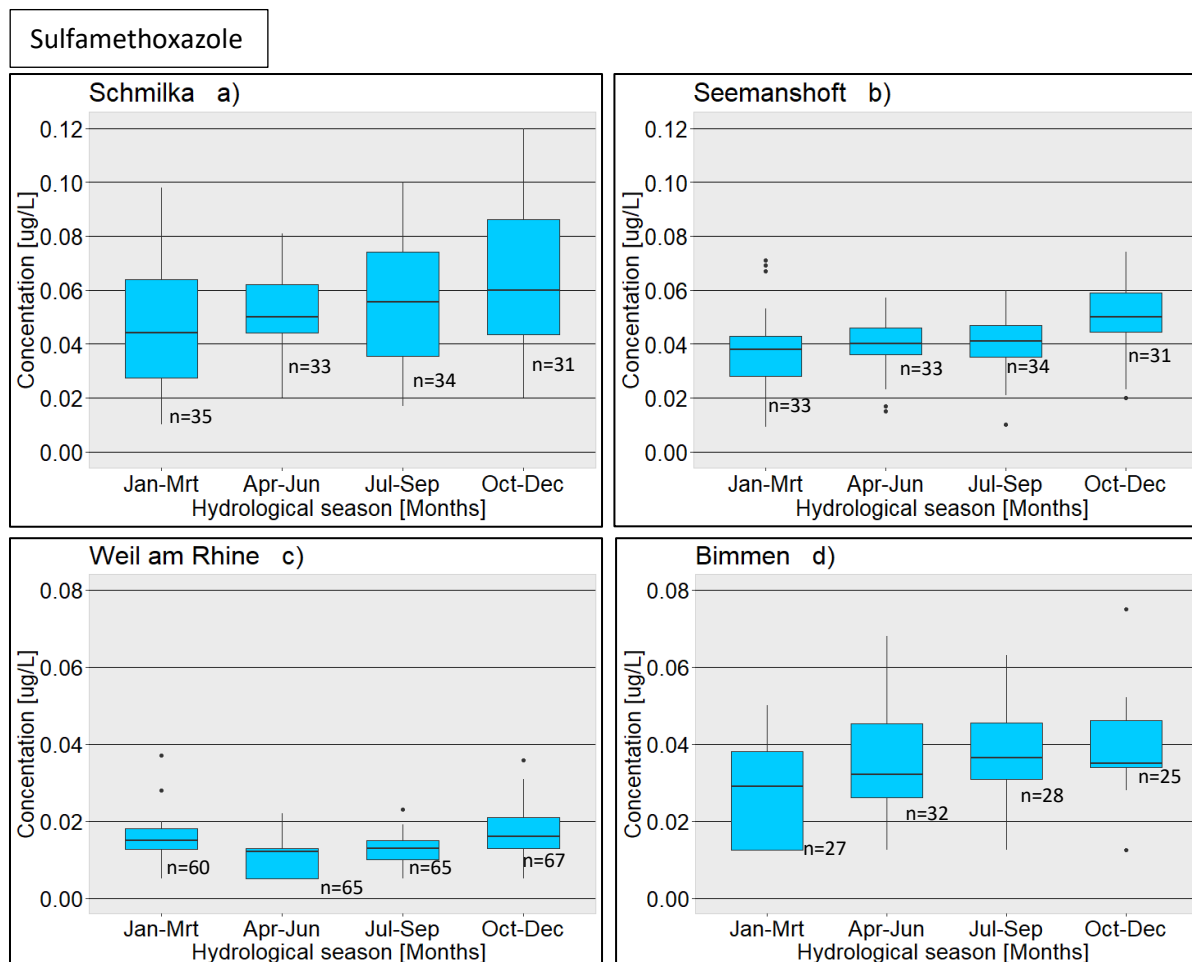 Sulfamethoxazole
Schmilka a)
Concentation [ug/L]
0.12
0.10
0.08
0.06
0.04
0.02
0.00
n=35
n=33
n=34
n=31
Jan-Mrt Apr-Jun Jul-Sep Oct-Dec
Hydrological season [Months]
Seemanshoft b)
Concentation [ug/L]
0.12
0.10
0.08
0.06
0.04
0.02
0.00
n=33
n=33
n=34
n=31
Jan-Mrt Apr-Jun Jul-Sep Oct-Dec
Hydrological season [Months]
Weil am Rhine c)
Concentation [ug/L]
0.08
0.06
0.04
0.02
0.00
n=60
n=65
n=65
n=67
Jan-Mrt Apr-Jun Jul-Sep Oct-Dec
Hydrological season [Months]
Bimmen d)
Concentation [ug/L]
0.08
0.06
0.04
0.02
0.00
n=27
n=32
n=28
n=25
Jan-Mrt Apr-Jun Jul-Sep Oct-Dec
Hydrological season [Months]